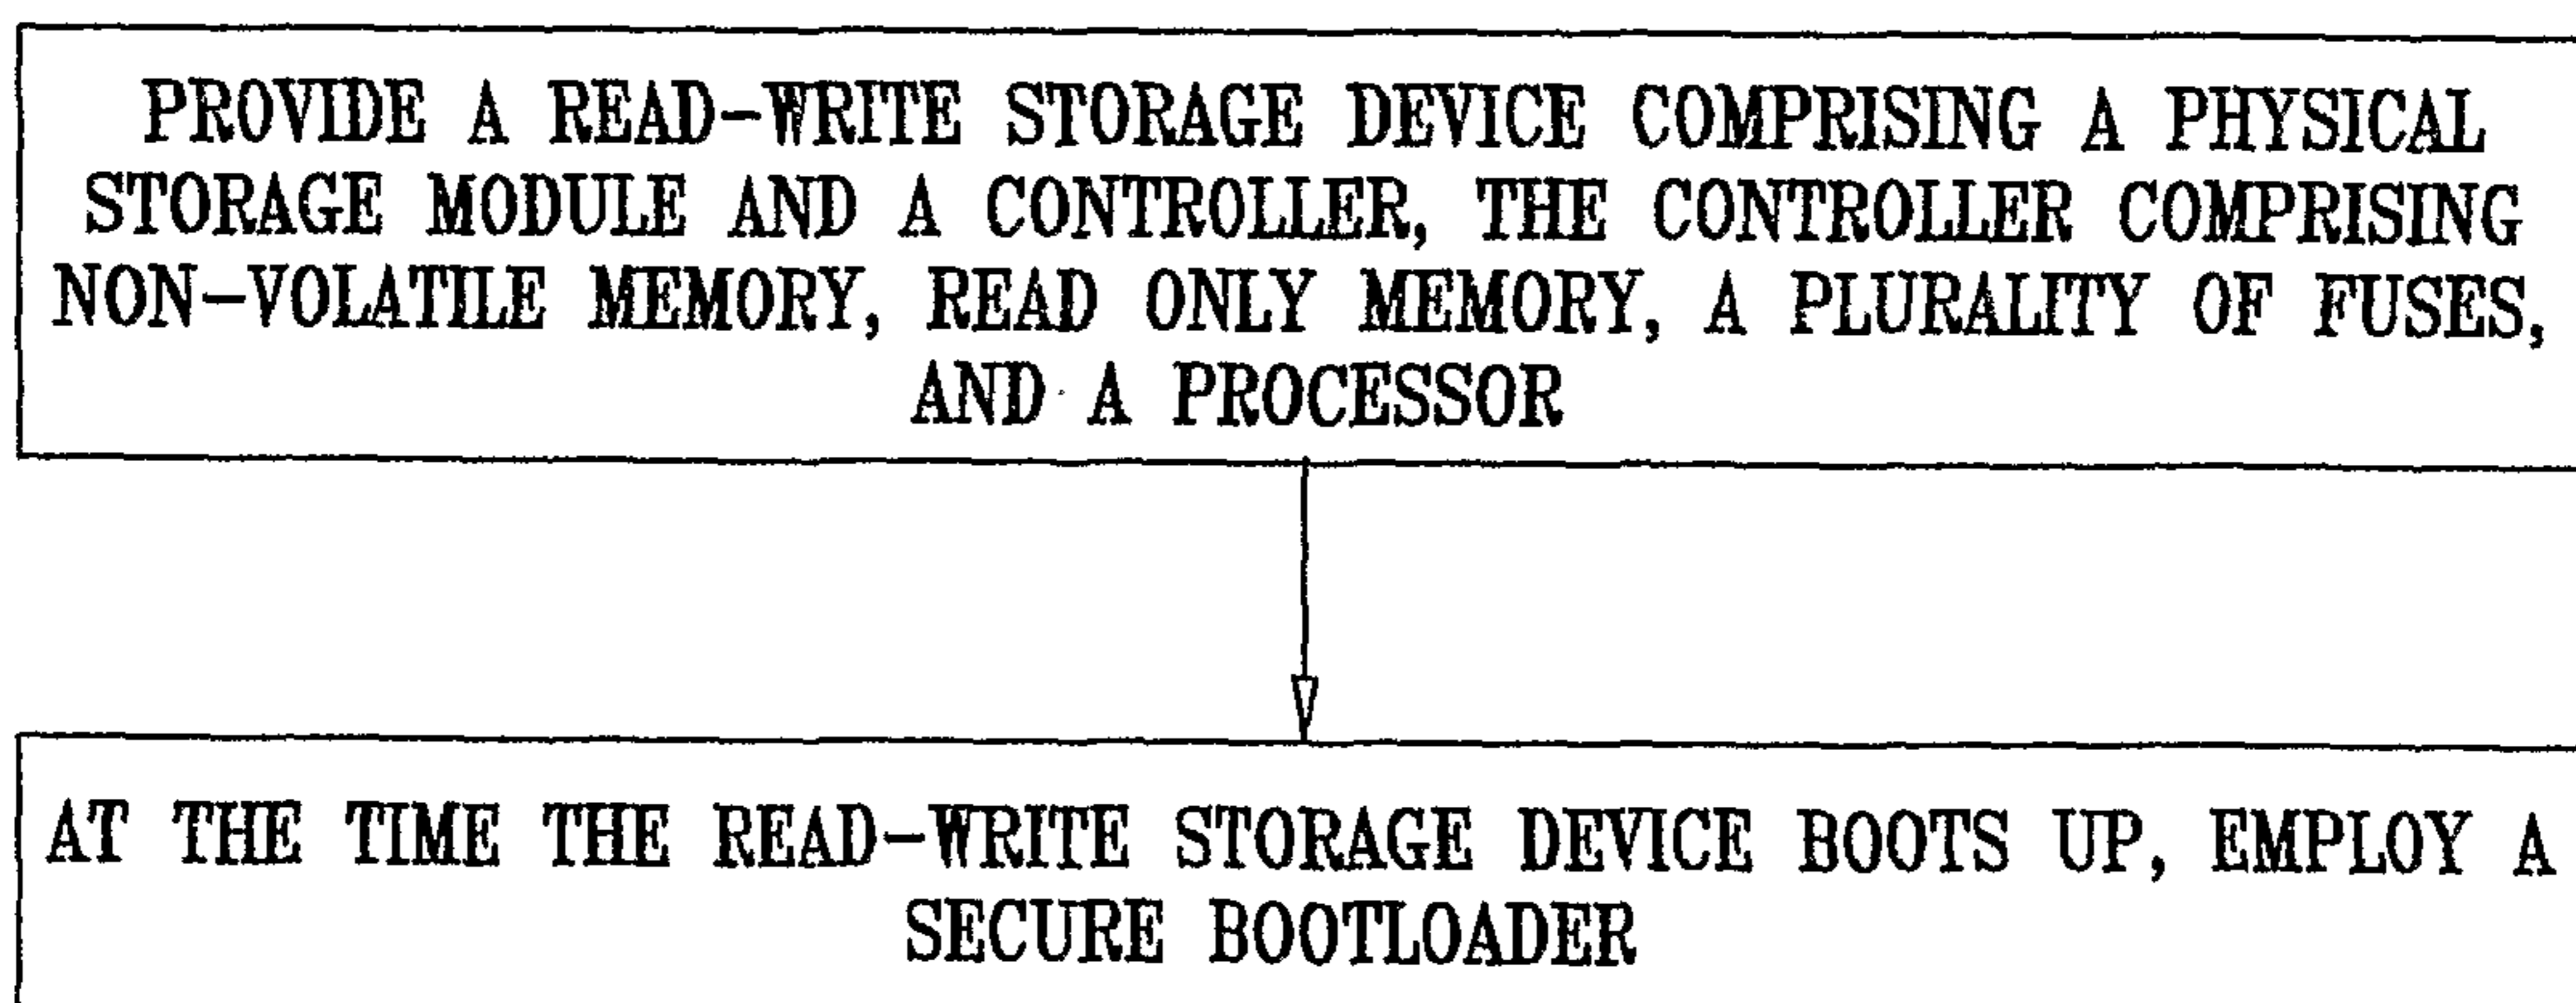 PROVIDE A READ-WRITE STORAGE DEVICE COMPRISING A PHYSICAL
STORAGE MODULE AND A CONTROLLER, THE CONTROLLER COMPRISING
NON-VOLATILE MEMORY, READ ONLY MEMORY, A PLURALITY OF FUSES,
AND A PROCESSOR
AT THE TIME THE READ-WRITE STORAGE DEVICE BOOTS UP, EMPLOY A
SECURE BOOTLOADER